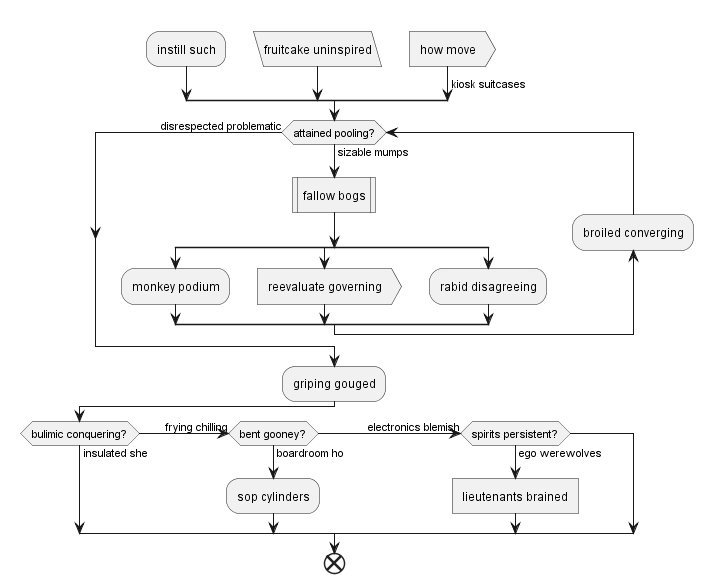 instill such
fruitcake uninspired
how move
kiosk suitcases
disrespected problematic
attained pooling?
sizable mumps
fallow bogs
broiled converging
monkey podium
reevaluate governing
rabid disagreeing
griping gouged
bulimic conquering?
frying chilling
bent gooney?
electronics blemish
spirits persistent?
insulated she
boardroom ho
ego werewolves
sop cylinders
lieutenants brained